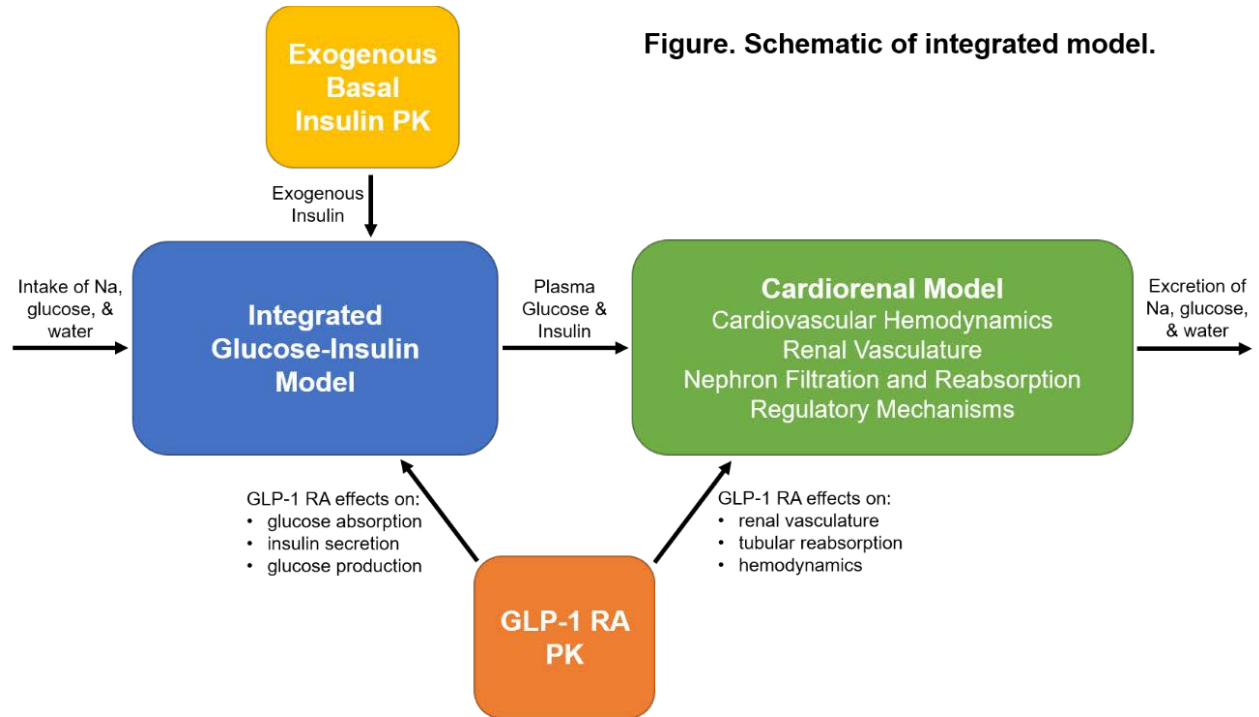 Figure. Schematic of integrated model.
Exogenous
Basal
Insulin PK
Exogenous
Insulin
Intake of Na,
glucose, &
water
Integrated
Glucose-Insulin
Model
Plasma
Glucose &
Insulin
Cardiorenal Model
Cardiovascular Hemodynamics
Renal Vasculature
Nephron Filtration and Reabsorption
Regulatory Mechanisms
Excretion of
Na, glucose,
& water
GLP-1 RA effects on:
• glucose absorption
• insulin secretion
• glucose production
GLP-1 RA effects on:
• renal vasculature
• tubular reabsorption
• hemodynamics
GLP-1 RA
PK